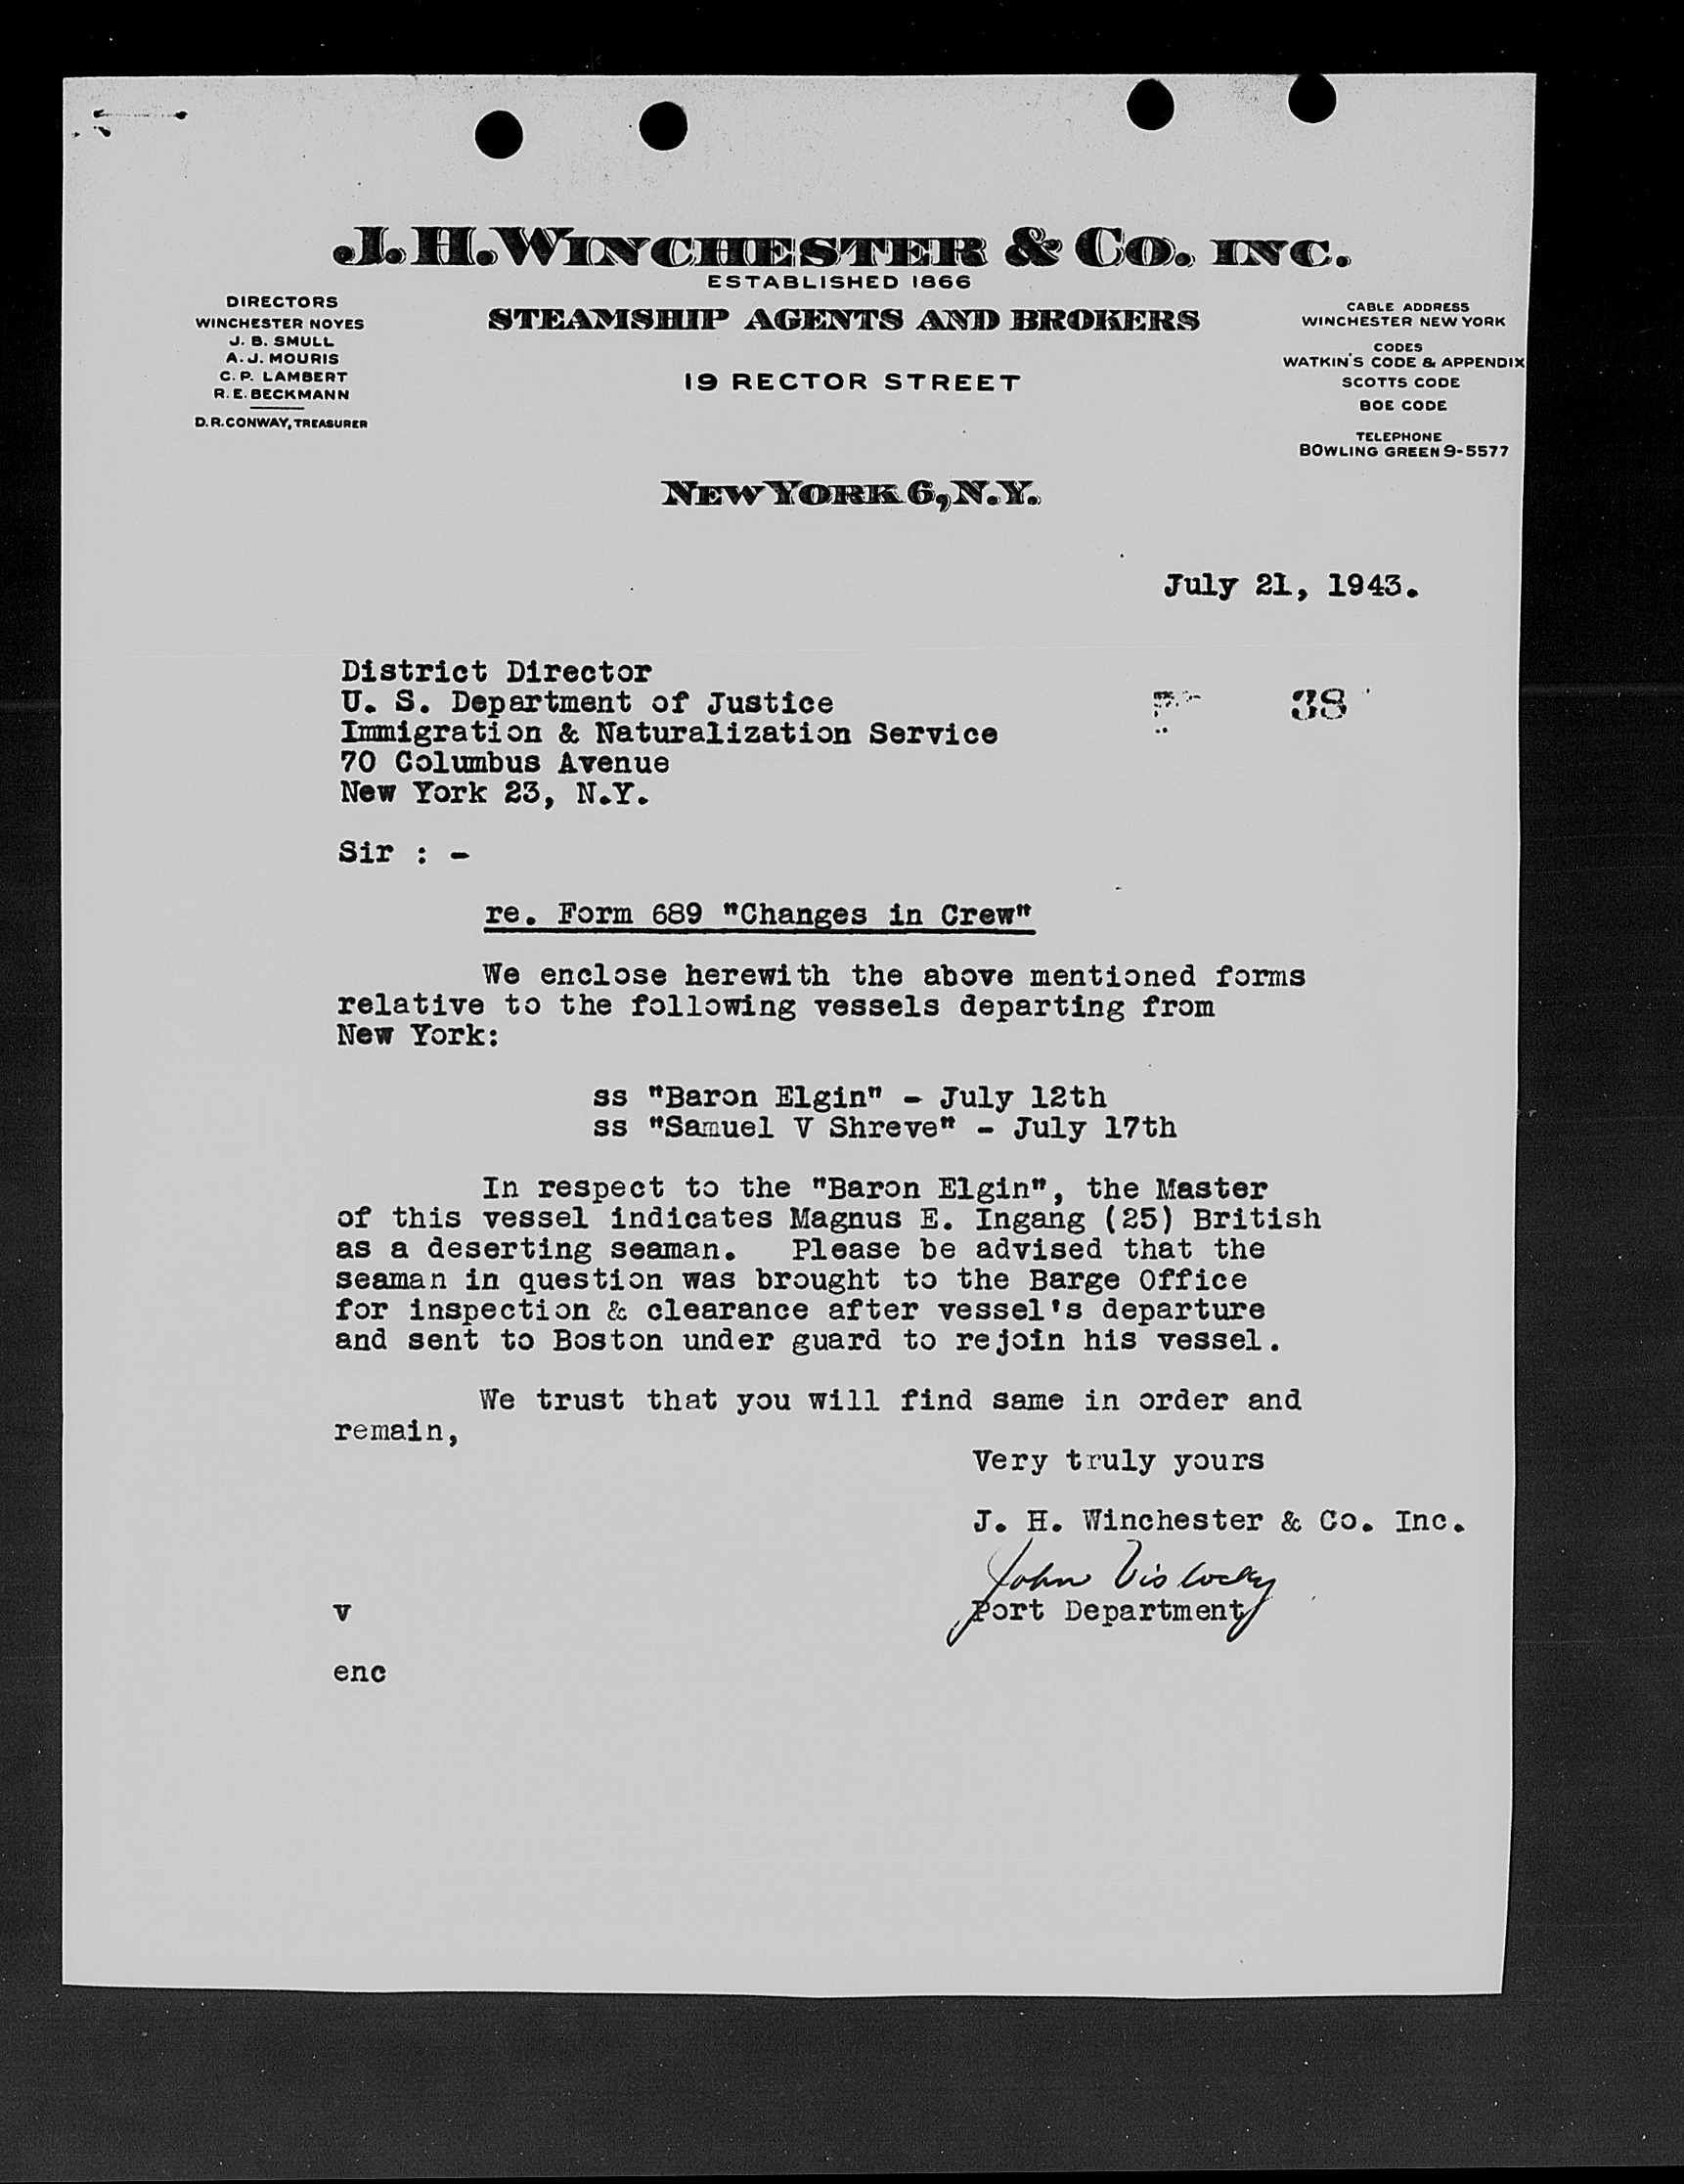 J. H. WINCHESTER & CO. INC.
ESTABLISHED 1866
STEAMSHIP AGENTS AND BROKERS
19 RECTOR STREET
NEW YORK 6, N.Y.
DIRECTORS
WINCHESTER NOYES
J. B. SMULL
A. J. MOURIS
C. P. LAMBERT
R. E. BECKMANN
D. R. CONWAY, TREASURER
CABLE ADDRESS
WINCHESTER NEW YORK
CODES
WATKIN'S CODE & APPENDIX
SCOTTS CODE
BOE CODE
TELEPHONE
BOWLING GREEN 9-5577
July 21, 1943.
District Director
U. S. Department of Justice
Immigration & Naturalization Service
70 Columbus Avenue
New York 23, N.Y.
38
Sir : -
re. Form 689 "Changes in Crew"
We enclose herewith the above mentioned forms
relative to the following vessels departing from
New York:
ss "Baron Elgin" - July 12th
ss "Samuel V Shreve" - July 17th
In respect to the "Baron Elgin", the Master
of this vessel indicates Magnus E. Ingang (25) British
as a deserting seaman.   Please be advised that the
seaman in question was brought to the Barge Office
for inspection & clearance after vessel's departure
and sent to Boston under guard to rejoin his vessel.
We trust that you will find same in order and
remain,
Very truly yours
J. H. Winchester & Co. Inc.
John
Port Department
v
enc